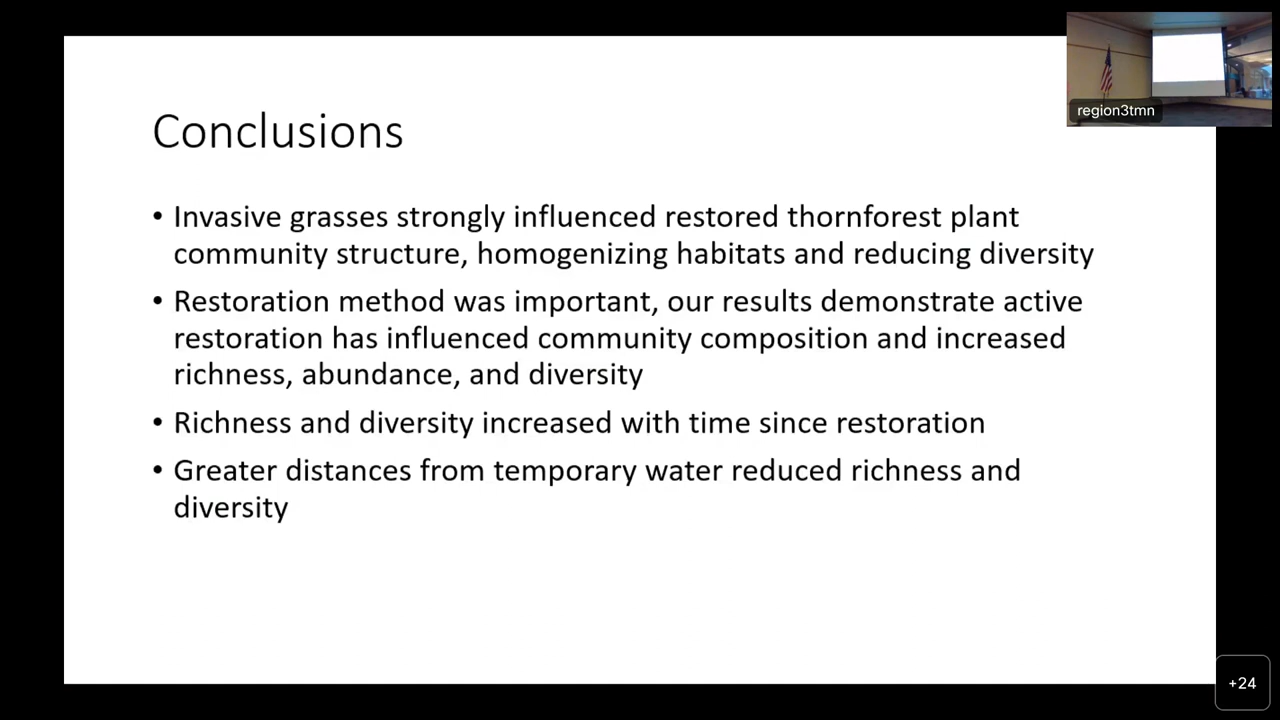 region3tmn
Conclusions
• Invasive grasses strongly influenced restored thornforest plant
community structure, homogenizing habitats and reducing diversity
• Restoration method was important, our results demonstrate active
restoration has influenced community composition and increased
richness, abundance, and diversity
• Richness and diversity increased with time since restoration
• Greater distances from temporary water reduced richness and
diversity
+24